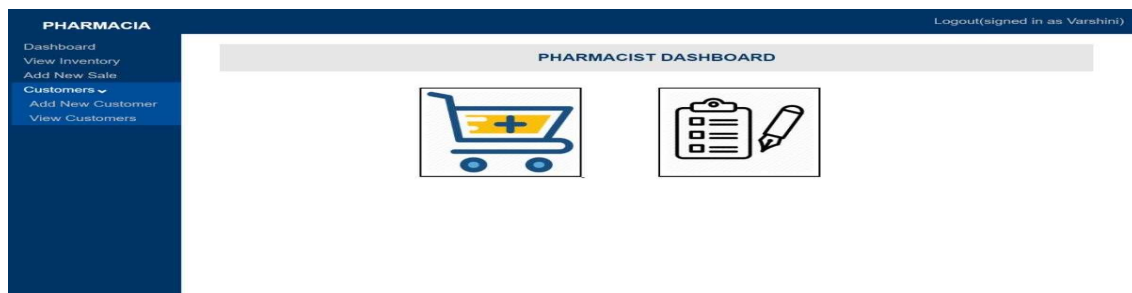 PHARMACIA
Logout(signed in as Varshini)
Dashboard
View Inventory
Add New Sale
Customers
Add New Customer
View Customers
PHARMACIST DASHBOARD